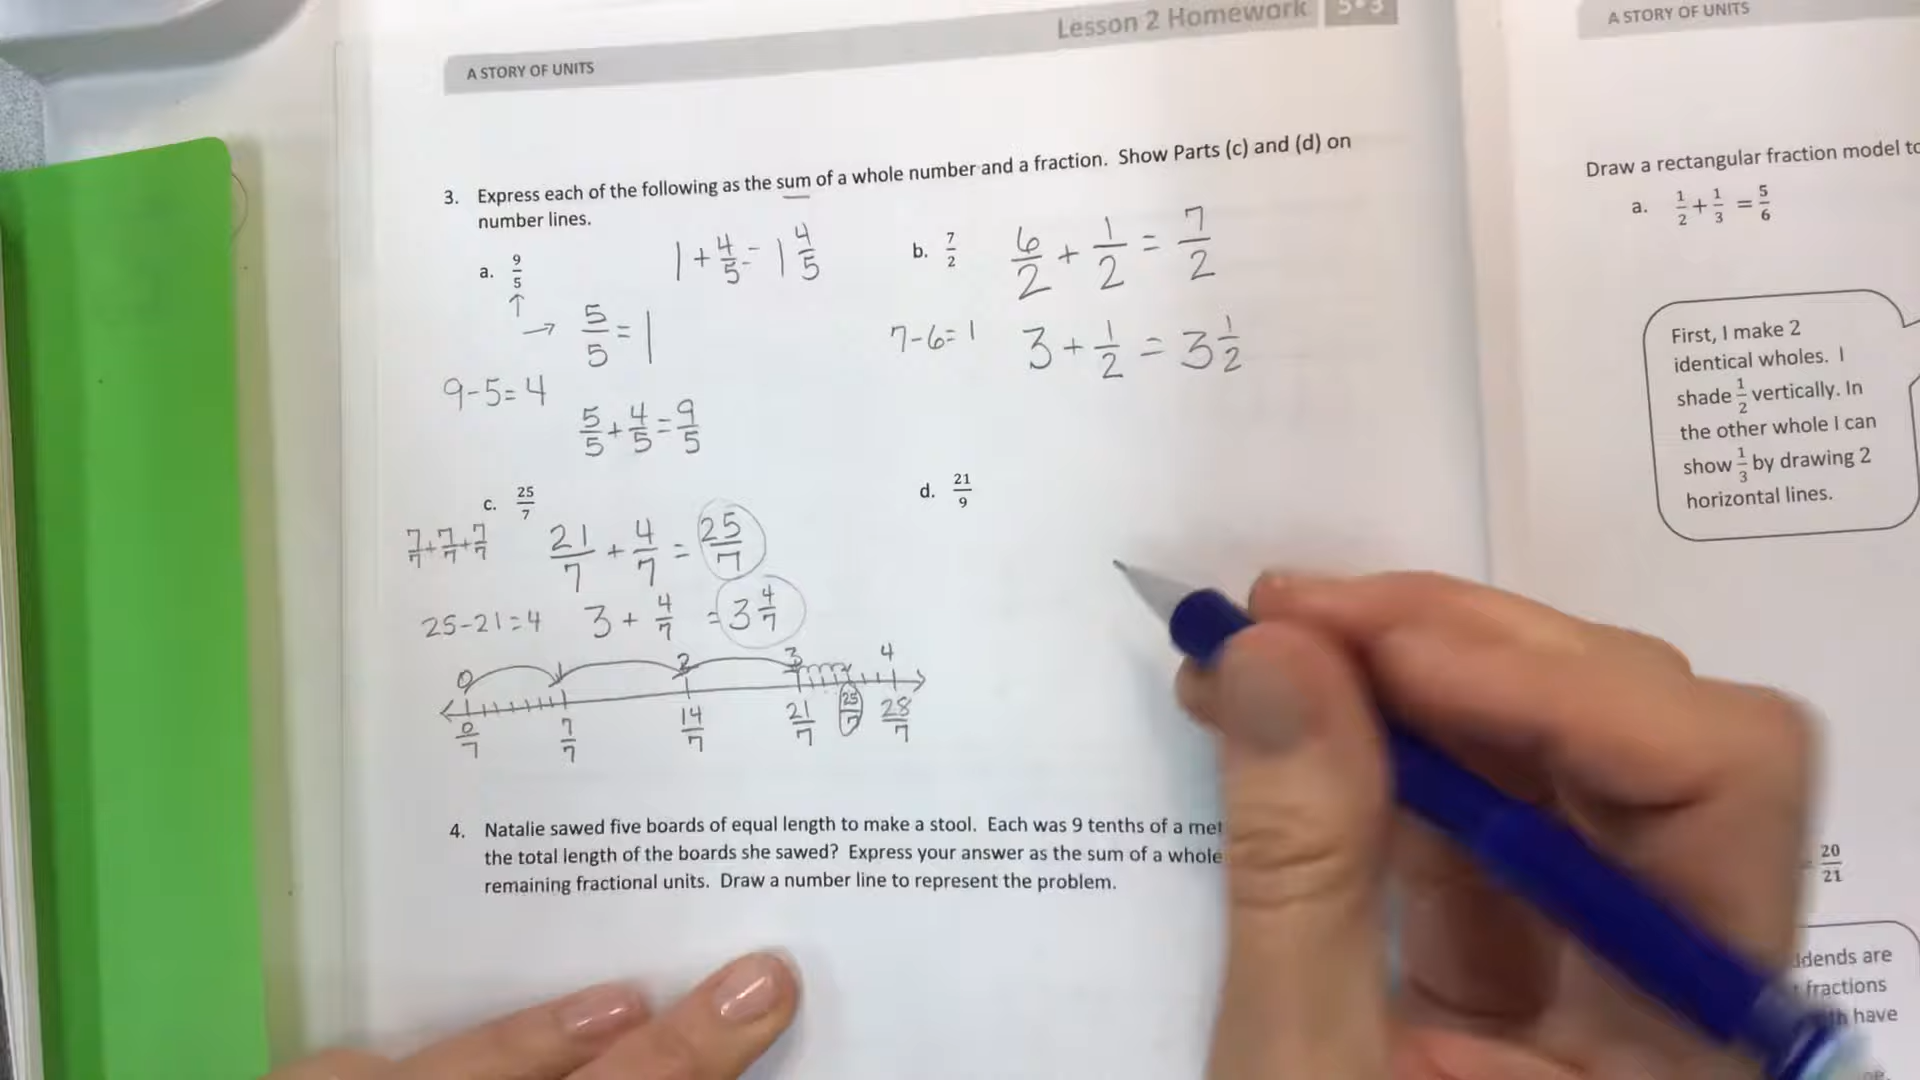 Lesson 2 Homework 5•3
A STORY OF UNITS
3. Express each of the following as the sum of a whole number and a fraction. Show Parts (c) and (d) on
number lines.
a. 9/5
1 + 4/5 = 1 4/5
→ 5/5 = 1
9-5=4
5/5 + 4/5 = 9/5
b. 7/2
6/2 + 1/2 = 7/2
7-6=1
3 + 1/2 = 3 1/2
c. 25/7
7/7+7/7+7/7
21/7 + 4/7 = 25/7
25-21=4
3 + 4/7 = 3 4/7
0 1 2 3 4
0/7 7/7 14/7 21/7 25/7 28/7
d. 21/9
4. Natalie sawed five boards of equal length to make a stool. Each was 9 tenths of a
the total length of the boards she sawed? Express your answer as the sum of a whole
remaining fractional units. Draw a number line to represent the problem.
A STORY OF UNITS
Draw a rectangular fraction model
a. 1/2 + 1/3 = 5/6
First, I make 2
identical wholes. I
shade 1/2 vertically. In
the other whole I can
show 1/3 by drawing 2
horizontal lines.
20/21
are
fractions
have